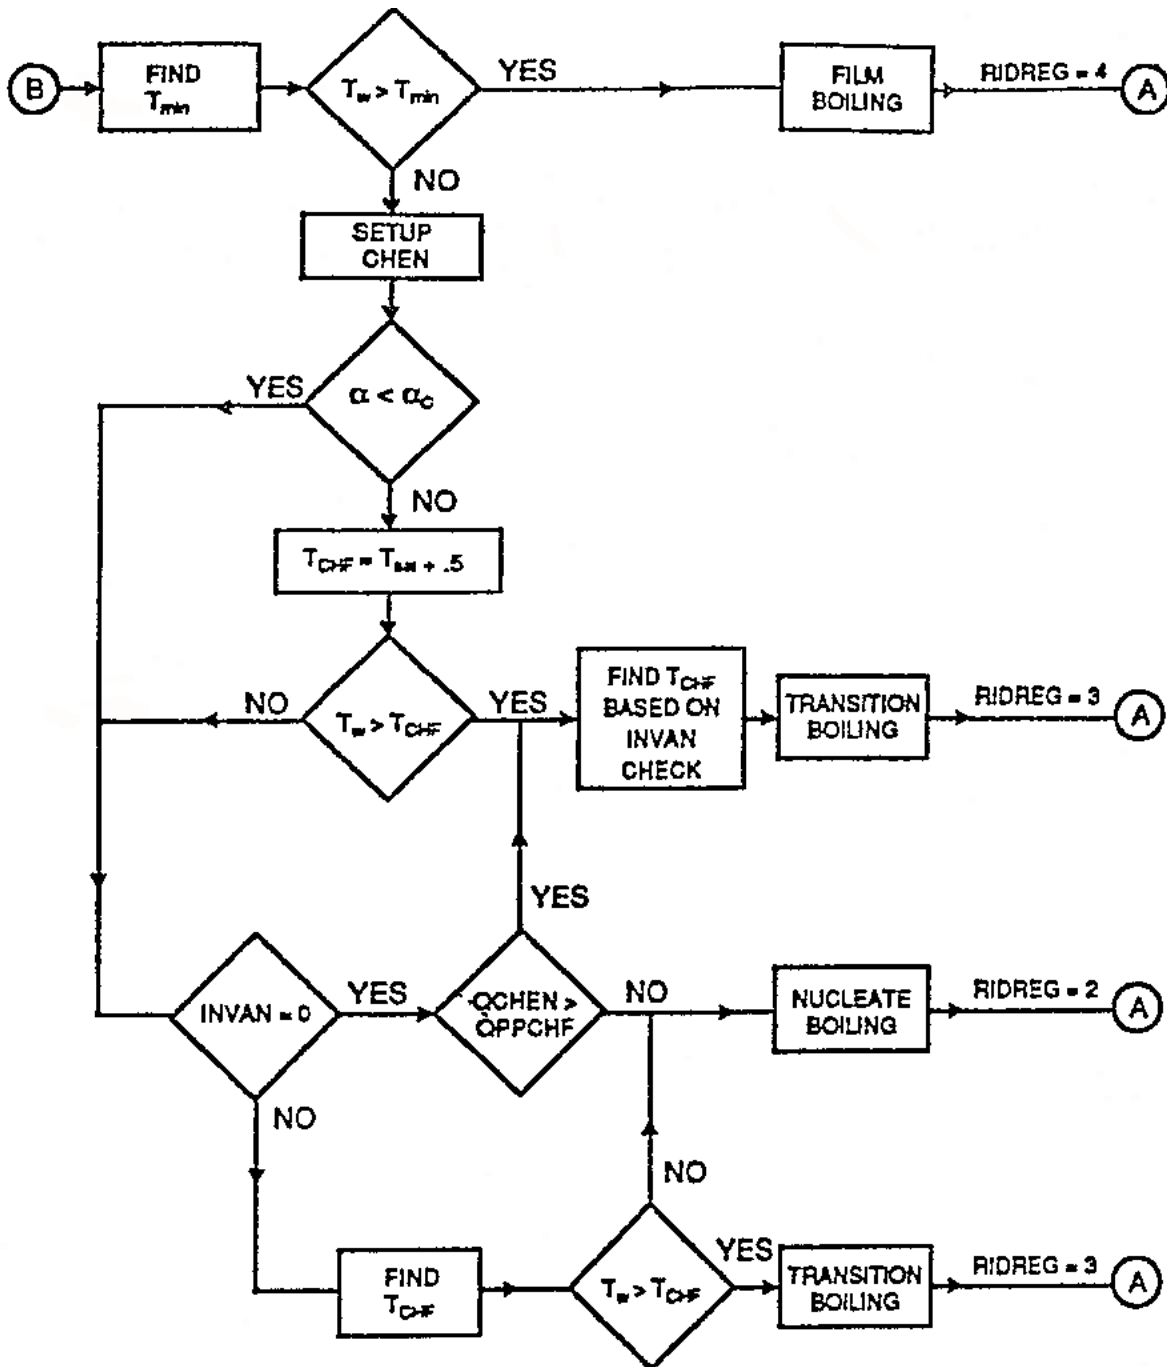 B
FIND
Tmin
Tw > Tmin
YES
FILM
BOILING
RIDREG = 4
A
NO
SETUP
CHEN
YES
α < αc
NO
TCHF = Tsat + .5
NO
Tw > TCHF
YES
FIND TCHF
BASED ON
INVAN
CHECK
TRANSITION
BOILING
RIDREG = 3
A
YES
INVAN = 0
YES
QCHEN >
QPPCHF
NO
NUCLEATE
BOILING
RIDREG = 2
A
NO
NO
FIND
TCHF
Tw > TCHF
YES
TRANSITION
BOILING
RIDREG = 3
A